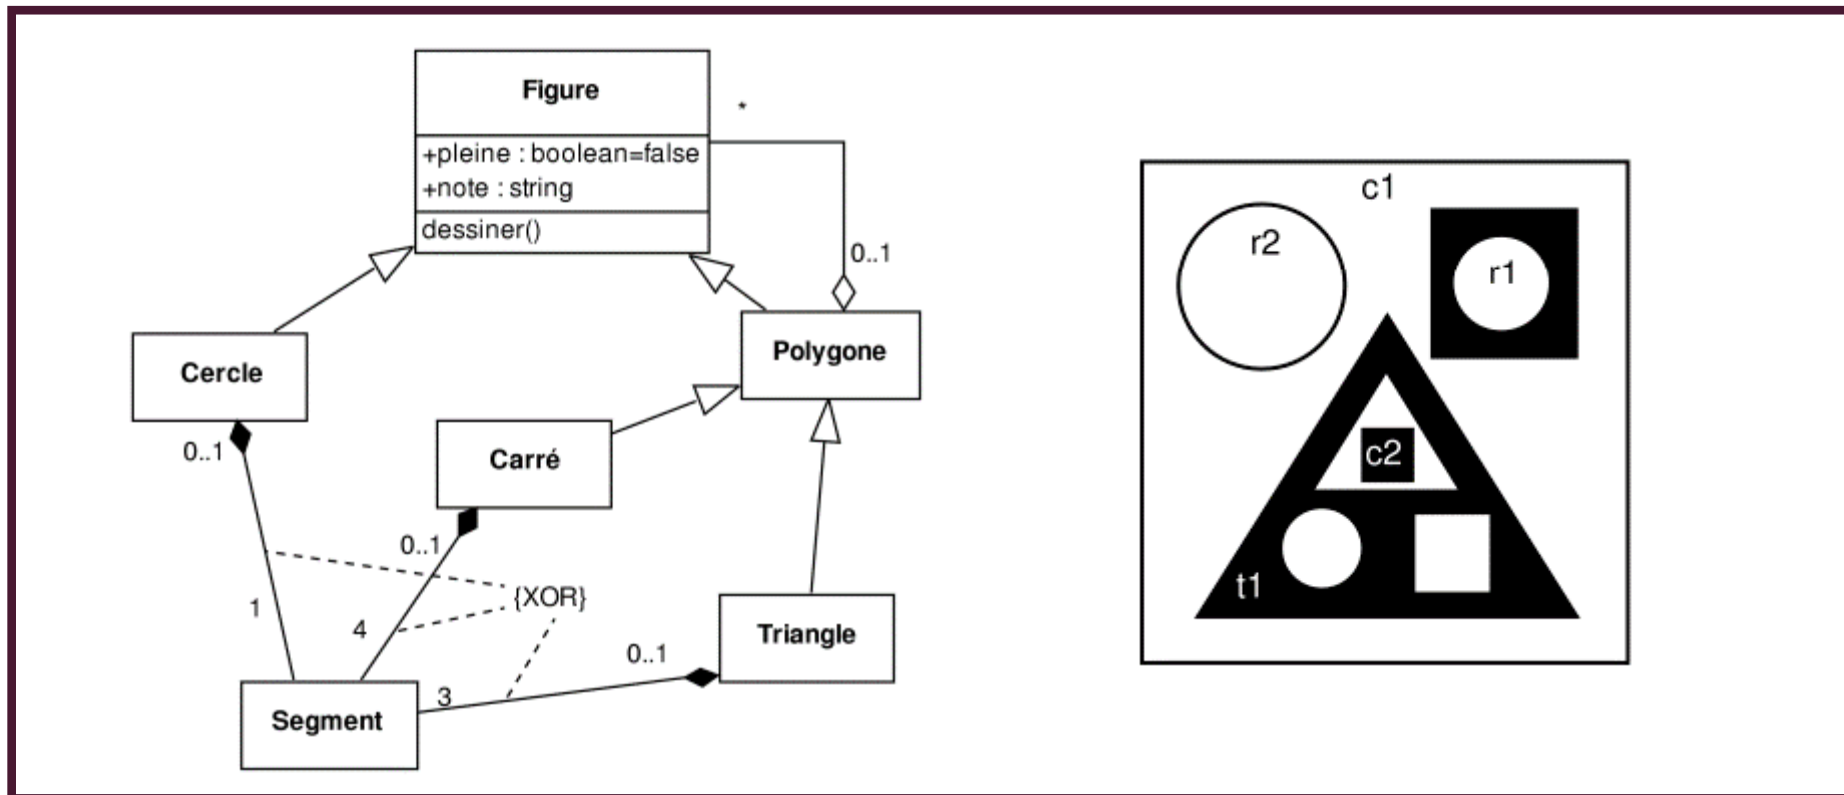 Figure
*
+pleine : boolean=false
+note : string
dessiner()
0..1
Cercle
Polygone
0..1
Carré
0..1
{XOR}
1
4
Triangle
0..1
3
Segment
c1
r2
r1
c2
t1